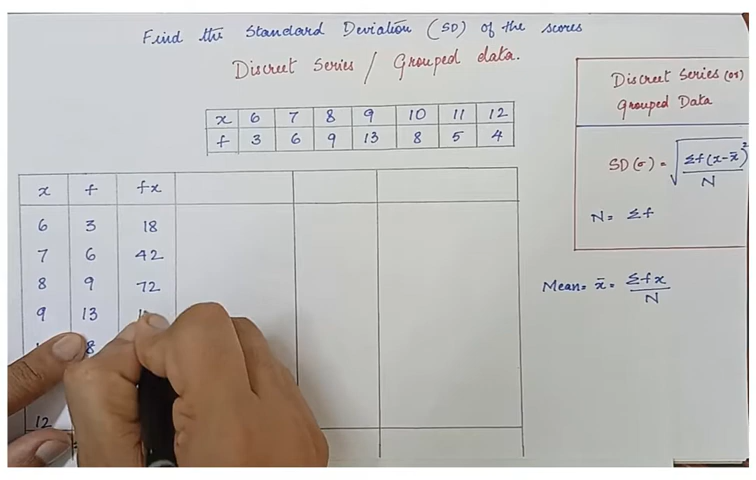 Find the Standard Deviation (SD) of the scores
Discreet Series / Grouped data.
x 6 7 8 9 10 11 12
f 3 6 9 13 8 5 4
Discreet Series (or)
Grouped Data
SD(σ) = √Σf(x-x̄)²/N
N = Σf
Mean = x̄ = Σfx/N
x f fx
6 3 18
7 6 42
8 9 72
9 13
8
12